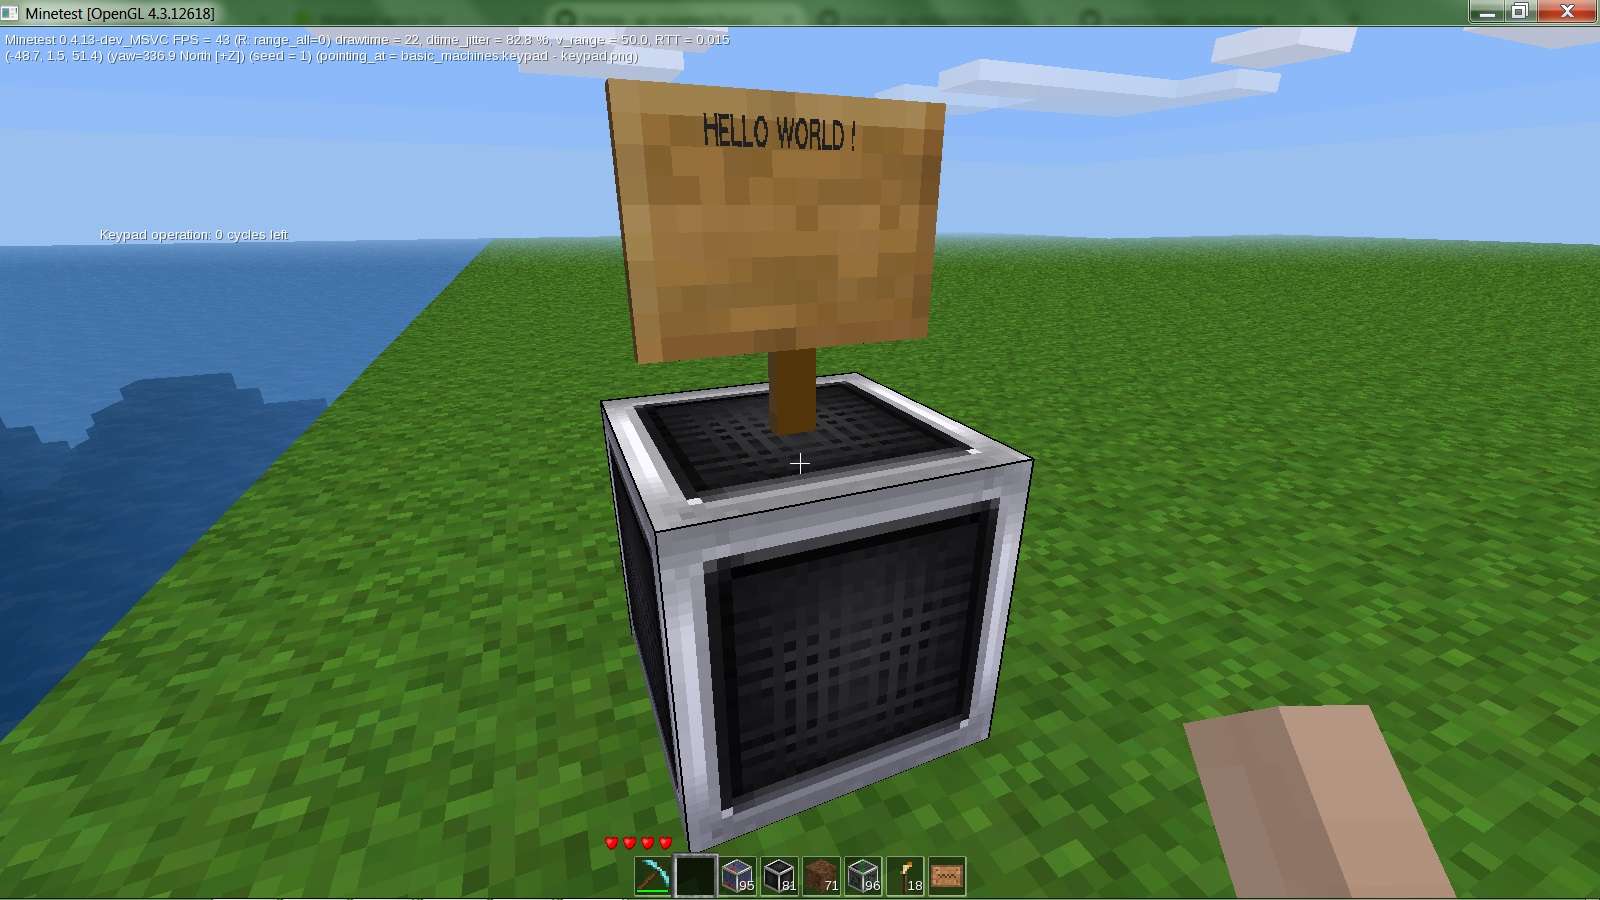 Minetest [OpenGL 4.3.12618]
Minetest 0.4.13-dev_MSVC FPS = 43 (R: range_all=0) drawtime = 22, dtime_jitter = 82.8 %, v_range = 50.0, RTT = 0.015
(-48.7, 1.5, 51.4) (yaw=336.9 North [+Z]) (seed = 1) (pointing_at = basic_machines:keypad - keypad.png)
HELLO WORLD !
Keypad operation: 0 cycles left
95 81 71 96 18